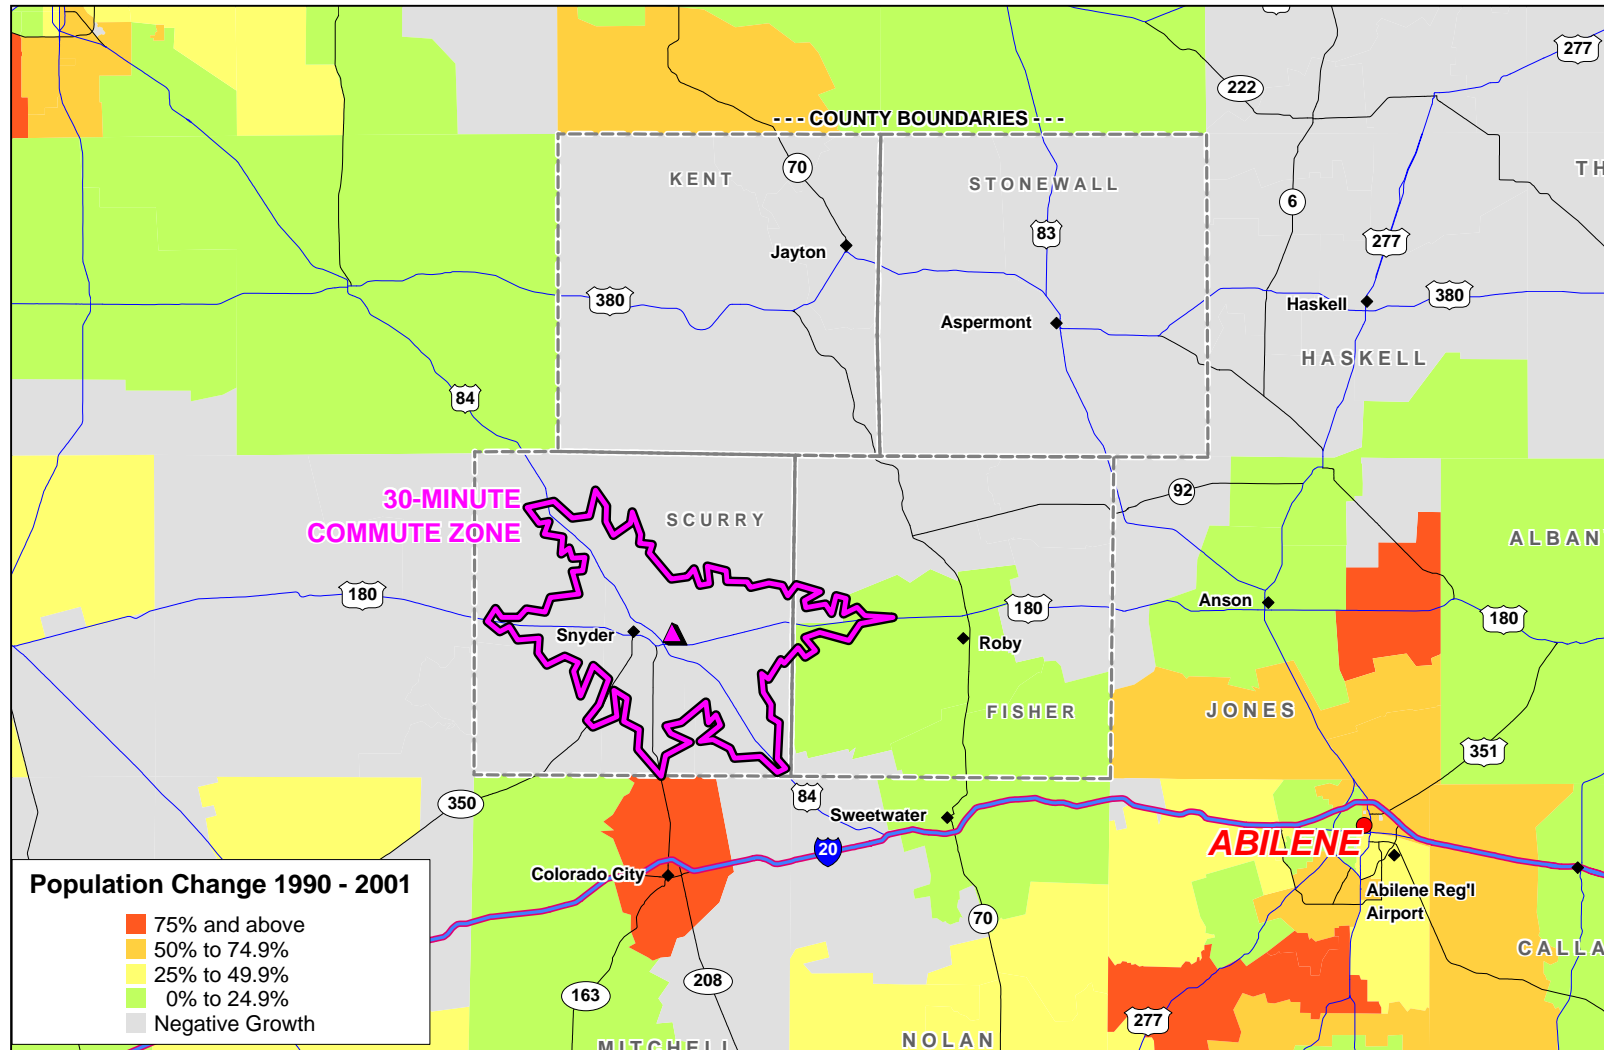 277
222
--- COUNTY BOUNDARIES ---
70
KENT
STONEWALL
TH
6
83
277
Jayton
380
Aspermont
Haskell
380
HASKELL
84
30-MINUTE
COMMUTE ZONE
SCURRY
92
ALBAN
180
Snyder
Roby
180
Anson
180
FISHER
JONES
351
350
84
Sweetwater
20
ABILENE
Colorado City
Abilene Reg'l
Airport
70
CALLA
163
208
277
MITCHELL
NOLAN
Population Change 1990 - 2001
75% and above
50% to 74.9%
25% to 49.9%
0% to 24.9%
Negative Growth